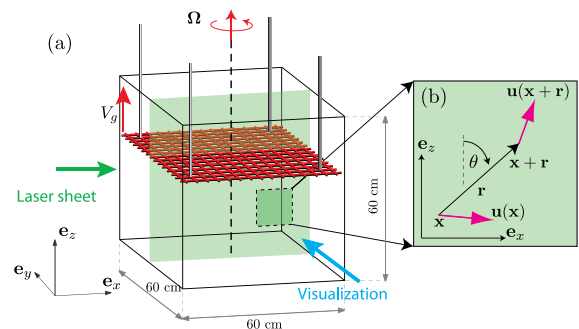 (a)
Ω
V_g
Laser sheet
e_z
e_y
e_x
60 cm
60 cm
60 cm
Visualization
(b)
u(x + r)
e_z
θ
x + r
r
x
u(x)
e_x